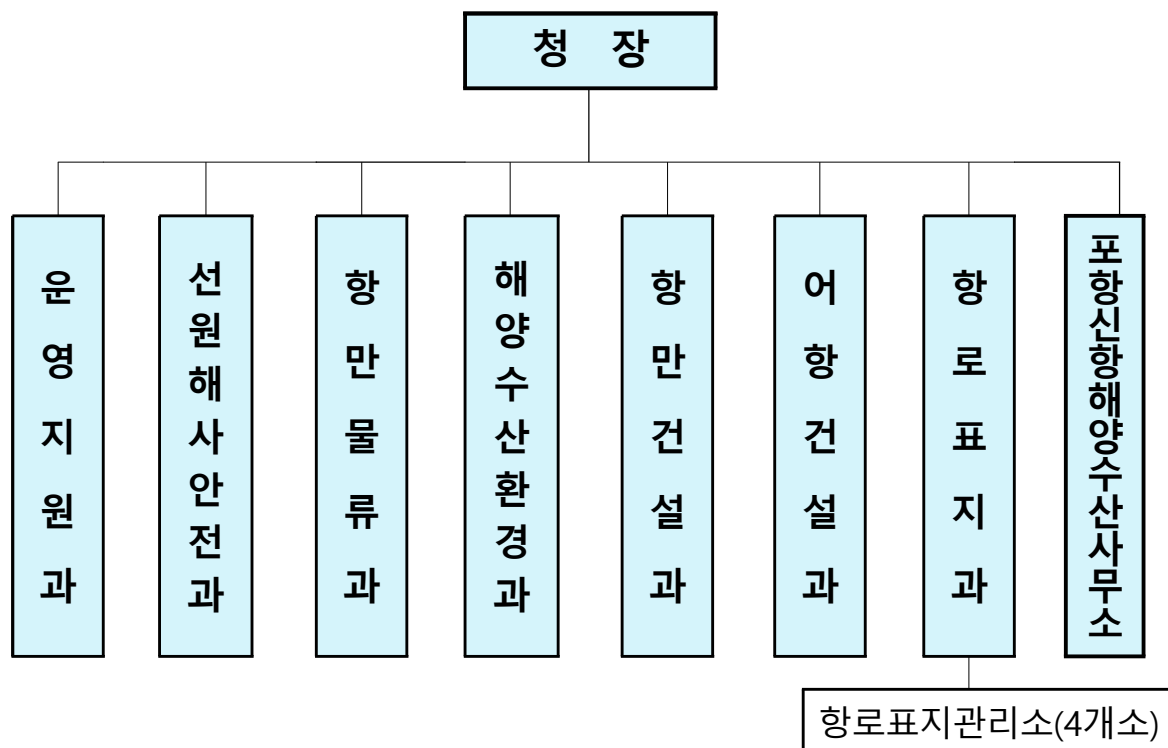 청 장
운영지원과
선원해사안전과
항만물류과
해양수산환경과
항만건설과
어항건설과
항로표지과
포항신항해양수산사무소
항로표지관리소(4개소)